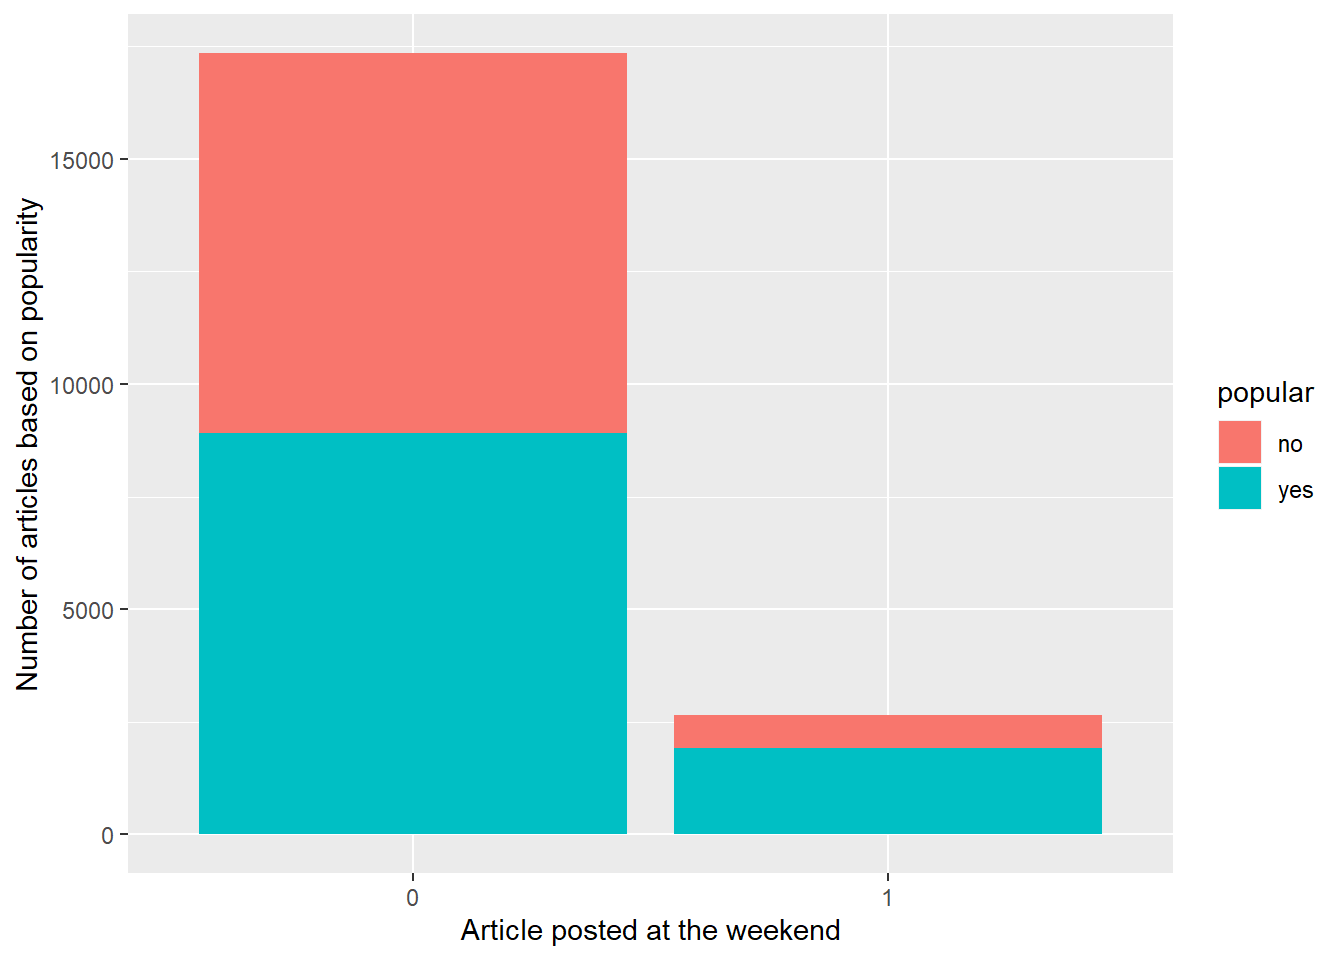 Number of articles based on popularity
15000
10000
5000
0
0
1
Article posted at the weekend
popular
no
yes